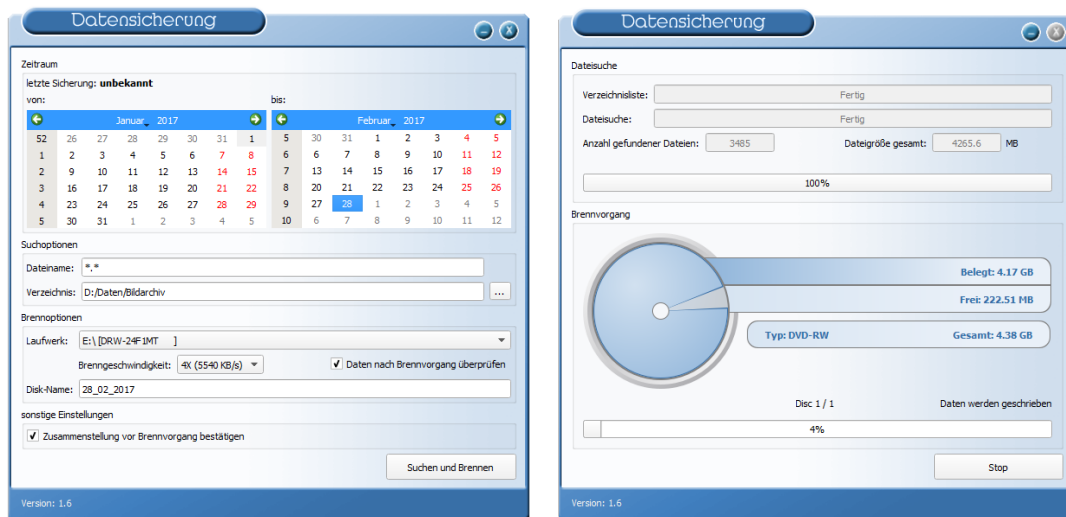 Datensicherung
Zeitraum
letzte Sicherung: unbekannt
von: bis:
Januar 2017 Februar 2017
52 26 27 28 29 30 31 1 5 30 31 1 2 3 4 5
1 2 3 4 5 6 7 8 6 6 7 8 9 10 11 12
2 9 10 11 12 13 14 15 7 13 14 15 16 17 18 19
3 16 17 18 19 20 21 22 8 20 21 22 23 24 25 26
4 23 24 25 26 27 28 29 9 27 28 1 2 3 4 5
5 30 31 1 2 3 4 5 10 6 7 8 9 10 11 12
Suchoptionen
Dateiname: *.*
Verzeichnis: D:/Daten/Bildarchiv ...
Brennoptionen
Laufwerk: E:\ [DRW-24F1MT ]
Brenngeschwindigkeit: 4X (5540 KB/s) Daten nach Brennvorgang überprüfen
Disk-Name: 28_02_2017
sonstige Einstellungen
Zusammenstellung vor Brennvorgang bestätigen
Suchen und Brennen
Version: 1.6
Datensicherung
Dateisuche
Verzeichnisliste: Fertig
Dateisuche: Fertig
Anzahl gefundener Dateien: 3485 Dateigröße gesamt: 4265.6 MB
100%
Brennvorgang
Belegt: 4.17 GB
Frei: 222.51 MB
Typ: DVD-RW Gesamt: 4.38 GB
Disc 1 / 1 Daten werden geschrieben
4%
Stop
Version: 1.6